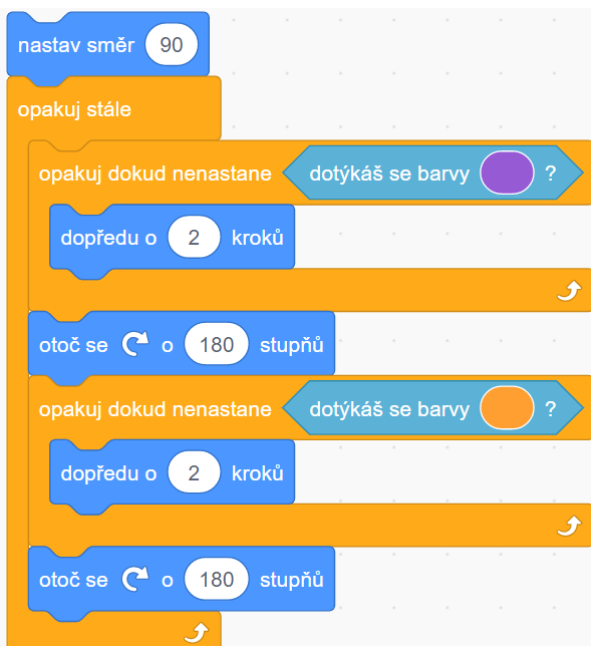 nastav směr 90
opakuj stále
opakuj dokud nenastane dotýkáš se barvy ?
dopředu o 2 kroků
otoč se o 180 stupňů
opakuj dokud nenastane dotýkáš se barvy ?
dopředu o 2 kroků
otoč se o 180 stupňů